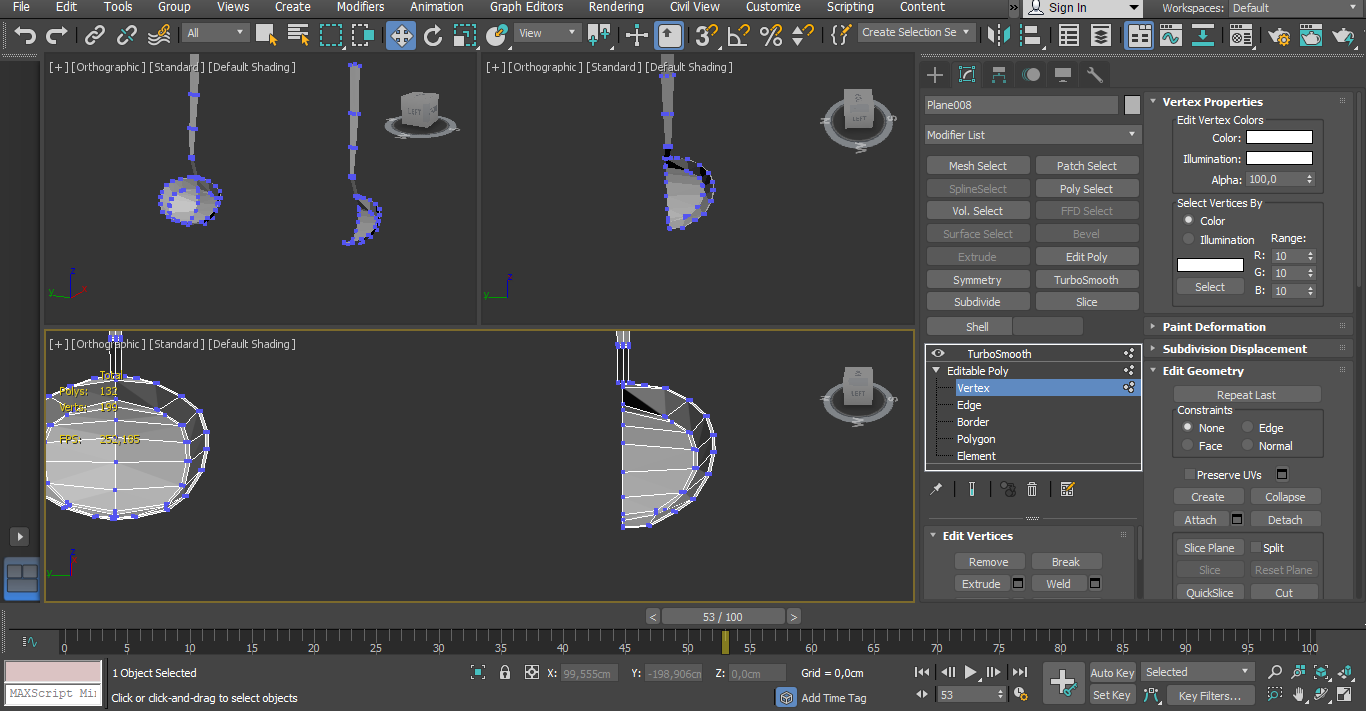 File Edit Tools Group Views Create Modifiers Animation Graph Editors Rendering Civil View Customize Scripting Content » Sign In Workspaces: Default
All View Create Selection Se
[+] [Orthographic] [Standard] [Default Shading]
[+] [Orthographic] [Standard] [Default Shading]
LEFT
LEFT
N S W
z
y
z
y
[+] [Orthographic] [Standard] [Default Shading]
Total
Polys: 132
FPS:
LEFT
N S W
z
y
Plane008
Modifier List
Mesh Select Patch Select
SplineSelect Poly Select
Vol. Select FFD Select
Surface Select Bevel
Extrude Edit Poly
Symmetry TurboSmooth
Subdivide Slice
Shell
TurboSmooth
Editable Poly
Vertex
Edge
Border
Polygon
Element
Edit Vertices
Remove Break
Extrude Weld
Vertex Properties
Edit Vertex Colors
Color:
Illumination:
Alpha: 100,0
Select Vertices By
Color
Illumination Range:
R: 10
G: 10
Select B: 10
Paint Deformation
Subdivision Displacement
Edit Geometry
Repeat Last
Constraints
None Edge
Face Normal
Preserve UVs
Create Collapse
Attach Detach
Slice Plane Split
Slice Reset Plane
QuickSlice Cut
< 53 / 100 >
0 5 10 15 20 25 30 35 40 45 50 55 60 65 70 75 80 85 90 95 100
1 Object Selected X: 99,555cm Y: -198,906cm Z: 0,0cm Grid = 0,0cm Auto Key Selected
MAXScript Mi Click or click-and-drag to select objects Add Time Tag 53 Set Key Key Filters...